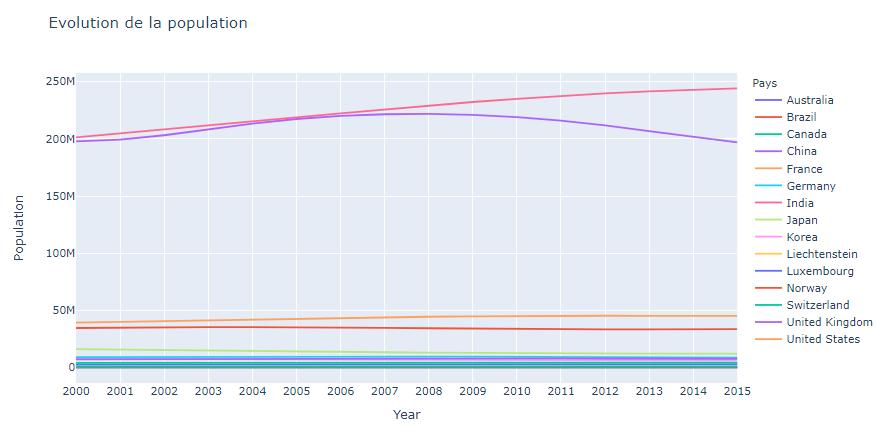 Evolution de la population
Population
250M
200M
150M
100M
50M
0
2000 2001 2002 2003 2004 2005 2006 2007 2008 2009 2010 2011 2012 2013 2014 2015
Year
Pays
Australia
Brazil
Canada
China
France
Germany
India
Japan
Korea
Liechtenstein
Luxembourg
Norway
Switzerland
United Kingdom
United States